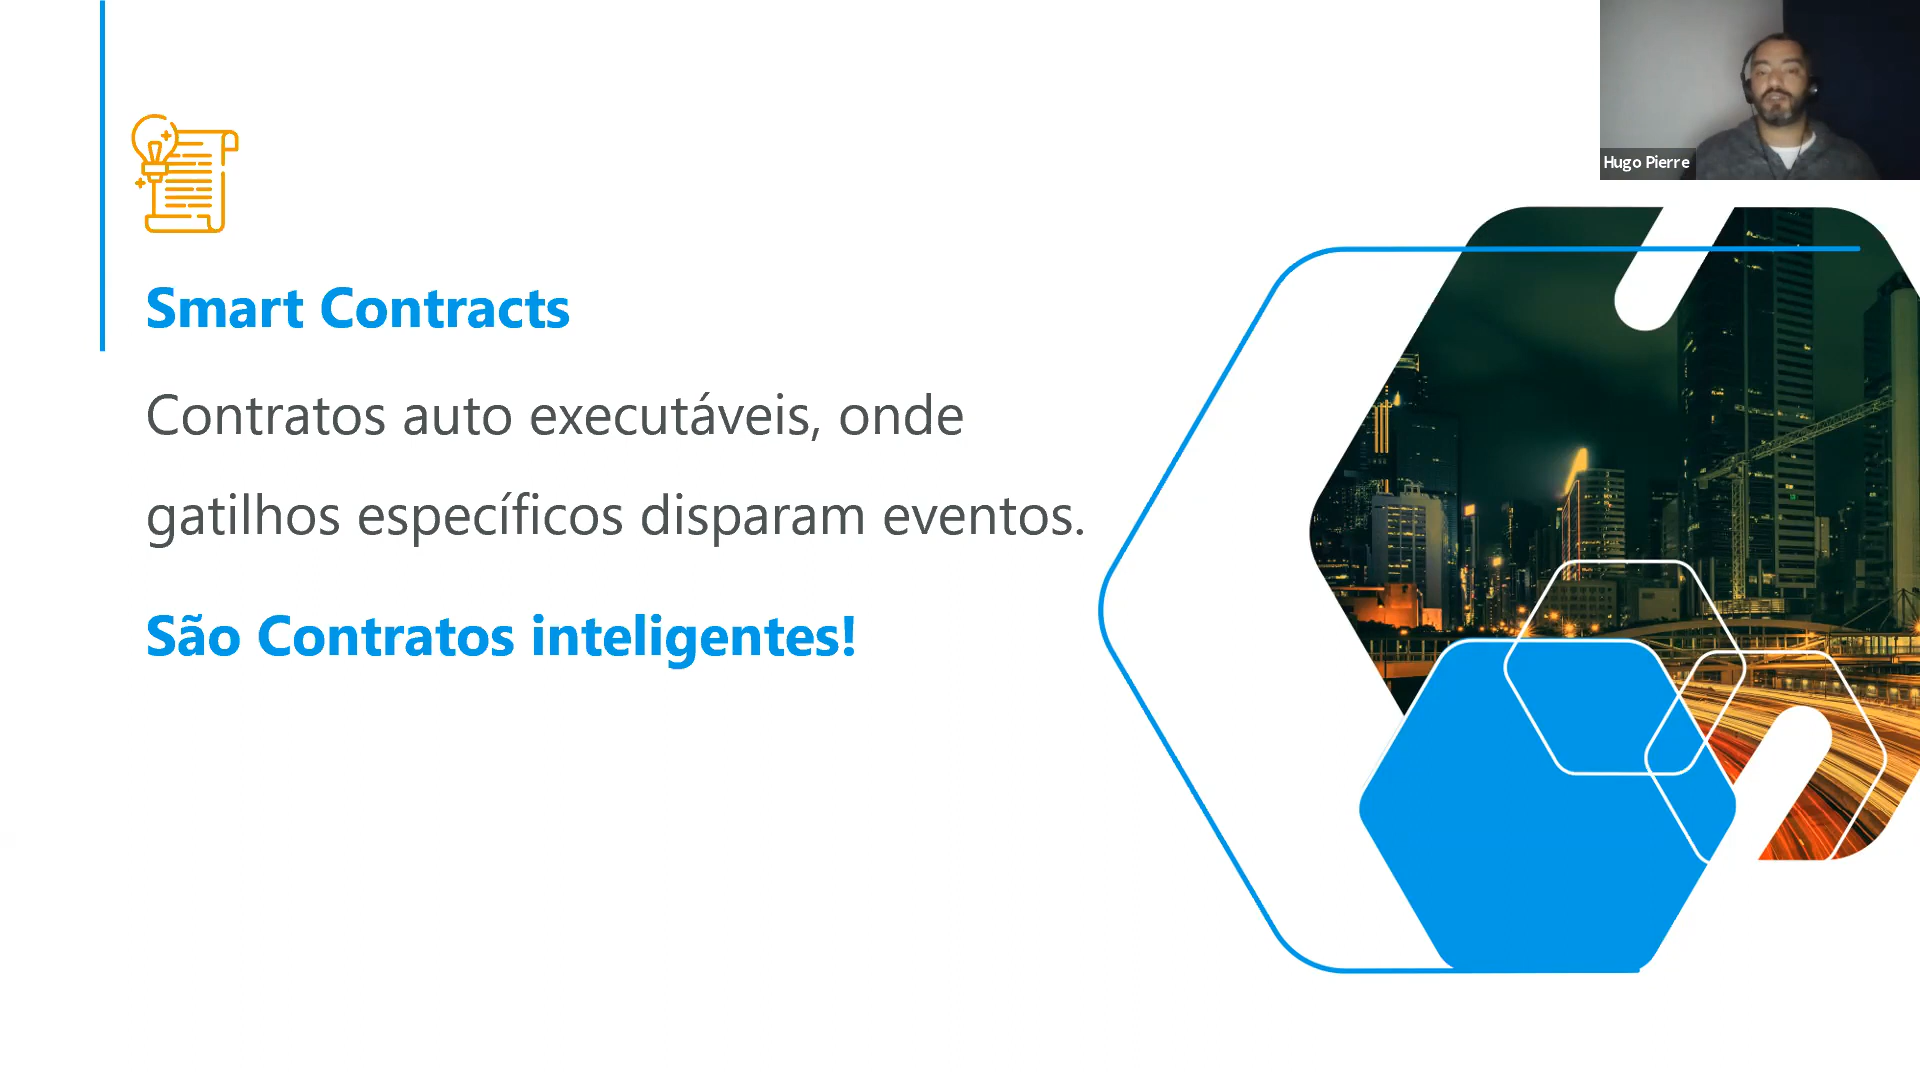 Hugo Pierre
Smart Contracts
Contratos auto executáveis, onde
gatilhos específicos disparam eventos.
São Contratos inteligentes!